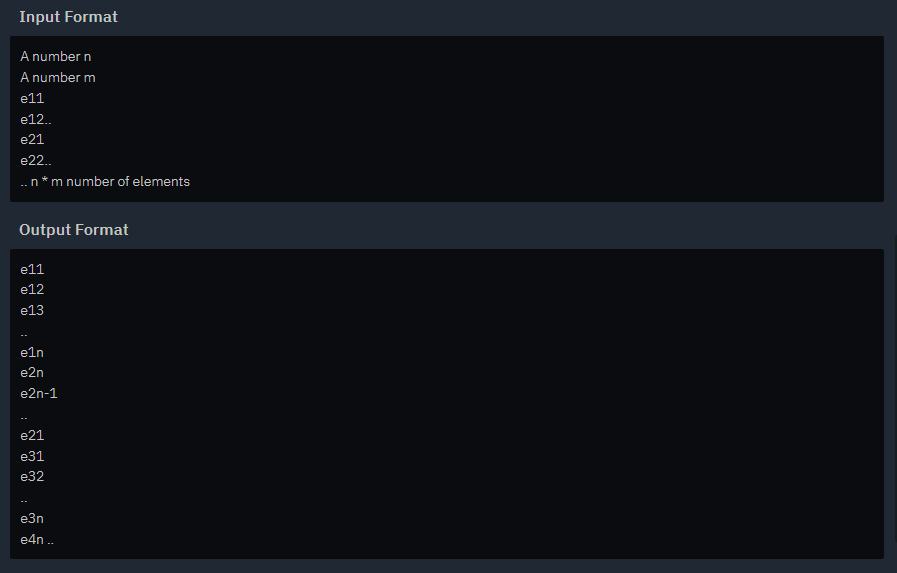 Input Format
A number n
A number m
e11
e12..
e21
e22..
.. n * m number of elements
Output Format
e11
e12
e13
..
e1n
e2n
e2n-1
..
e21
e31
e32
..
e3n
e4n ..